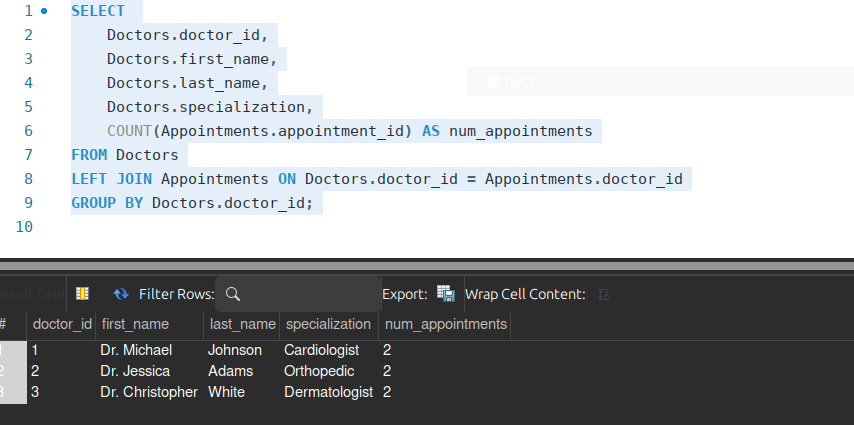 1 SELECT
2 Doctors.doctor_id,
3 Doctors.first_name,
4 Doctors.last_name,
5 Doctors.specialization,
6 COUNT(Appointments.appointment_id) AS num_appointments
7 FROM Doctors
8 LEFT JOIN Appointments ON Doctors.doctor_id = Appointments.doctor_id
9 GROUP BY Doctors.doctor_id;
10
test
Result Grid Filter Rows: Export: Wrap Cell Content:
# doctor_id first_name last_name specialization num_appointments
1 1 Dr. Michael Johnson Cardiologist 2
2 2 Dr. Jessica Adams Orthopedic 2
3 3 Dr. Christopher White Dermatologist 2